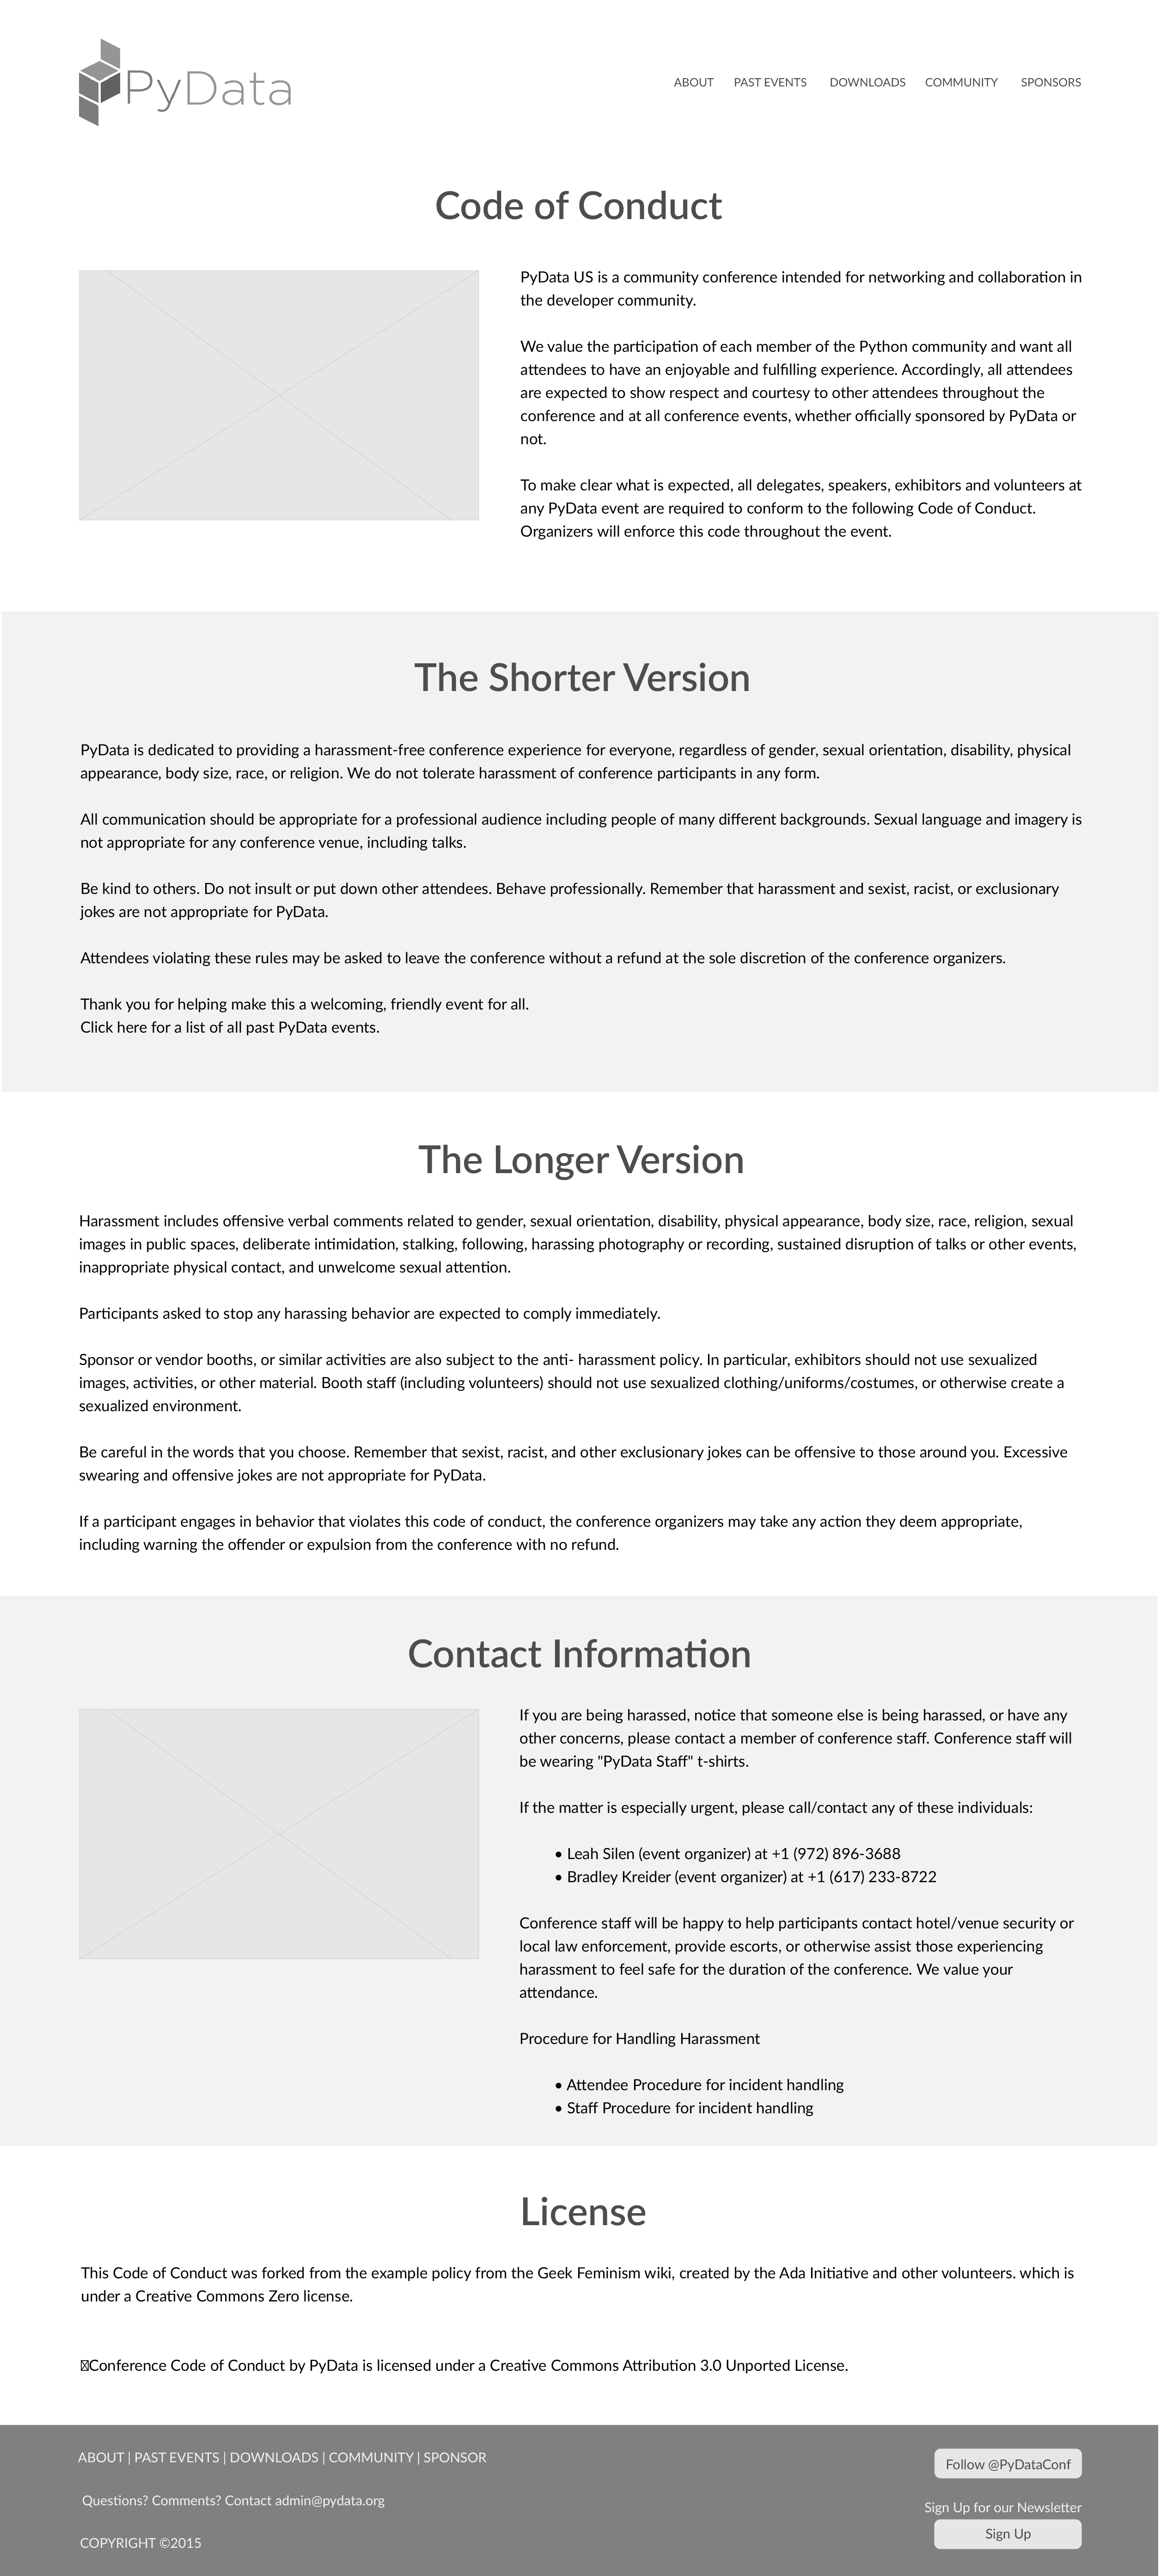 PyData
ABOUT PAST EVENTS DOWNLOADS COMMUNITY SPONSORS
Code of Conduct
PyData US is a community conference intended for networking and collaboration in
the developer community.
We value the participation of each member of the Python community and want all
attendees to have an enjoyable and fulfilling experience. Accordingly, all attendees
are expected to show respect and courtesy to other attendees throughout the
conference and at all conference events, whether officially sponsored by PyData or
not.
To make clear what is expected, all delegates, speakers, exhibitors and volunteers at
any PyData event are required to conform to the following Code of Conduct.
Organizers will enforce this code throughout the event.
The Shorter Version
PyData is dedicated to providing a harassment-free conference experience for everyone, regardless of gender, sexual orientation, disability, physical
appearance, body size, race, or religion. We do not tolerate harassment of conference participants in any form.
All communication should be appropriate for a professional audience including people of many different backgrounds. Sexual language and imagery is
not appropriate for any conference venue, including talks.
Be kind to others. Do not insult or put down other attendees. Behave professionally. Remember that harassment and sexist, racist, or exclusionary
jokes are not appropriate for PyData.
Attendees violating these rules may be asked to leave the conference without a refund at the sole discretion of the conference organizers.
Thank you for helping make this a welcoming, friendly event for all.
Click here for a list of all past PyData events.
The Longer Version
Harassment includes offensive verbal comments related to gender, sexual orientation, disability, physical appearance, body size, race, religion, sexual
images in public spaces, deliberate intimidation, stalking, following, harassing photography or recording, sustained disruption of talks or other events,
inappropriate physical contact, and unwelcome sexual attention.
Participants asked to stop any harassing behavior are expected to comply immediately.
Sponsor or vendor booths, or similar activities are also subject to the anti- harassment policy. In particular, exhibitors should not use sexualized
images, activities, or other material. Booth staff (including volunteers) should not use sexualized clothing/uniforms/costumes, or otherwise create a
sexualized environment.
Be careful in the words that you choose. Remember that sexist, racist, and other exclusionary jokes can be offensive to those around you. Excessive
swearing and offensive jokes are not appropriate for PyData.
If a participant engages in behavior that violates this code of conduct, the conference organizers may take any action they deem appropriate,
including warning the offender or expulsion from the conference with no refund.
Contact Information
If you are being harassed, notice that someone else is being harassed, or have any
other concerns, please contact a member of conference staff. Conference staff will
be wearing "PyData Staff" t-shirts.
If the matter is especially urgent, please call/contact any of these individuals:
• Leah Silen (event organizer) at +1 (972) 896-3688
• Bradley Kreider (event organizer) at +1 (617) 233-8722
Conference staff will be happy to help participants contact hotel/venue security or
local law enforcement, provide escorts, or otherwise assist those experiencing
harassment to feel safe for the duration of the conference. We value your
attendance.
Procedure for Handling Harassment
• Attendee Procedure for incident handling
• Staff Procedure for incident handling
License
This Code of Conduct was forked from the example policy from the Geek Feminism wiki, created by the Ada Initiative and other volunteers. which is
under a Creative Commons Zero license.
Conference Code of Conduct by PyData is licensed under a Creative Commons Attribution 3.0 Unported License.
ABOUT | PAST EVENTS | DOWNLOADS | COMMUNITY | SPONSOR
Follow @PyDataConf
Questions? Comments? Contact admin@pydata.org
Sign Up for our Newsletter
Sign Up
COPYRIGHT ©2015